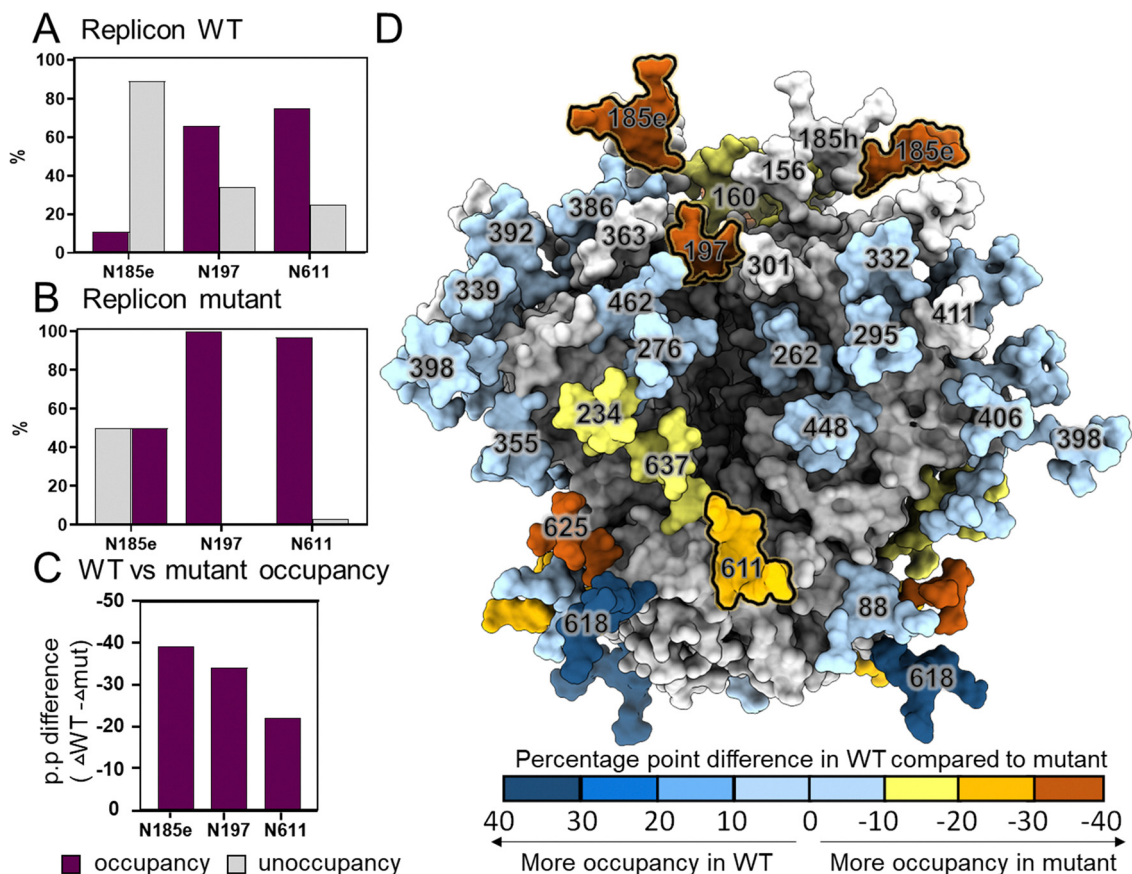 A Replicon WT
100
80
60
40
20
0
%
N185e N197 N611
B Replicon mutant
100
80
60
40
20
0
%
N185e N197 N611
C WT vs mutant occupancy
-50
-40
-30
-20
-10
0
p.p difference
( ΔWT -Δmut)
N185e N197 N611
occupancy unoccupancy
D
185e
185h
185e
156
160
386
392
363
197
301
332
339
462
411
276
262
295
398
234
448
406
398
355
637
625
611
618
88
618
Percentage point difference in WT compared to mutant
40 30 20 10 0 -10 -20 -30 -40
More occupancy in WT More occupancy in mutant